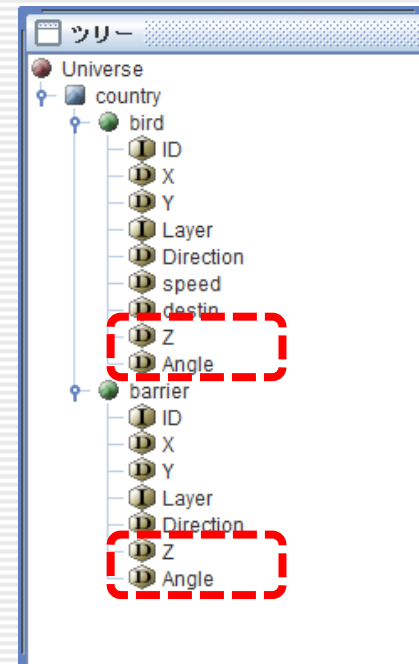 ツリー
Universe
country
bird
I ID
D X
D Y
I Layer
D Direction
D speed
D destin
D Z
D Angle
barrier
I ID
D X
D Y
I Layer
D Direction
D Z
D Angle